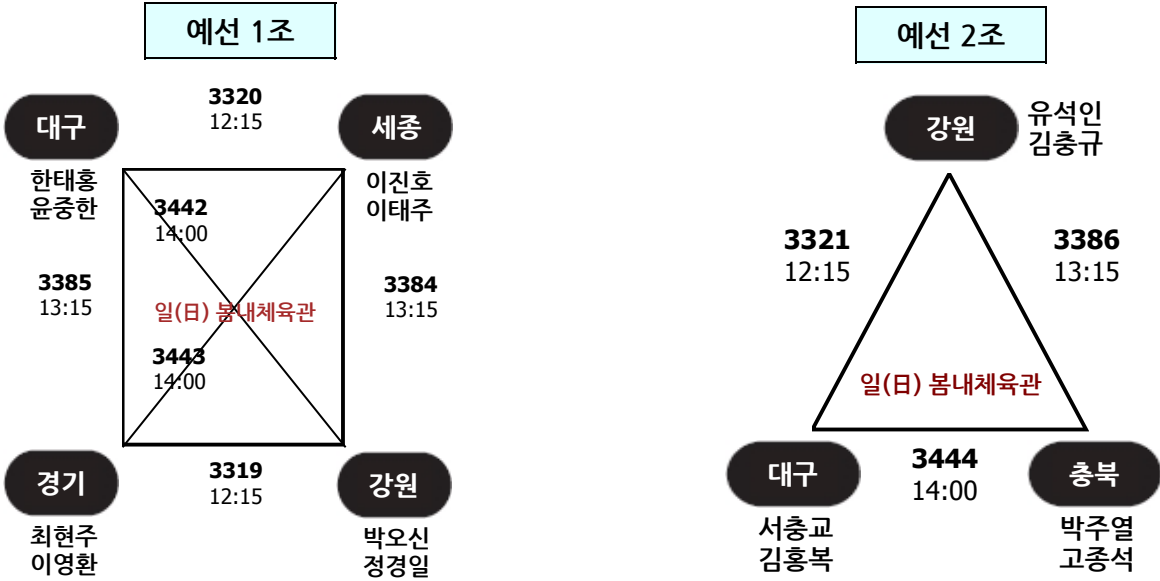 예선 1조
3320
12:15
대구
세종
한태홍
윤중한
이진호
이태주
3442
14:00
3385
13:15
3384
13:15
일(日) 봄내체육관
3443
14:00
경기
3319
12:15
강원
최현주
이영환
박오신
정경일
예선 2조
강원
유석인
김충규
3321
12:15
3386
13:15
일(日) 봄내체육관
대구
3444
14:00
충북
서충교
김홍복
박주열
고종석